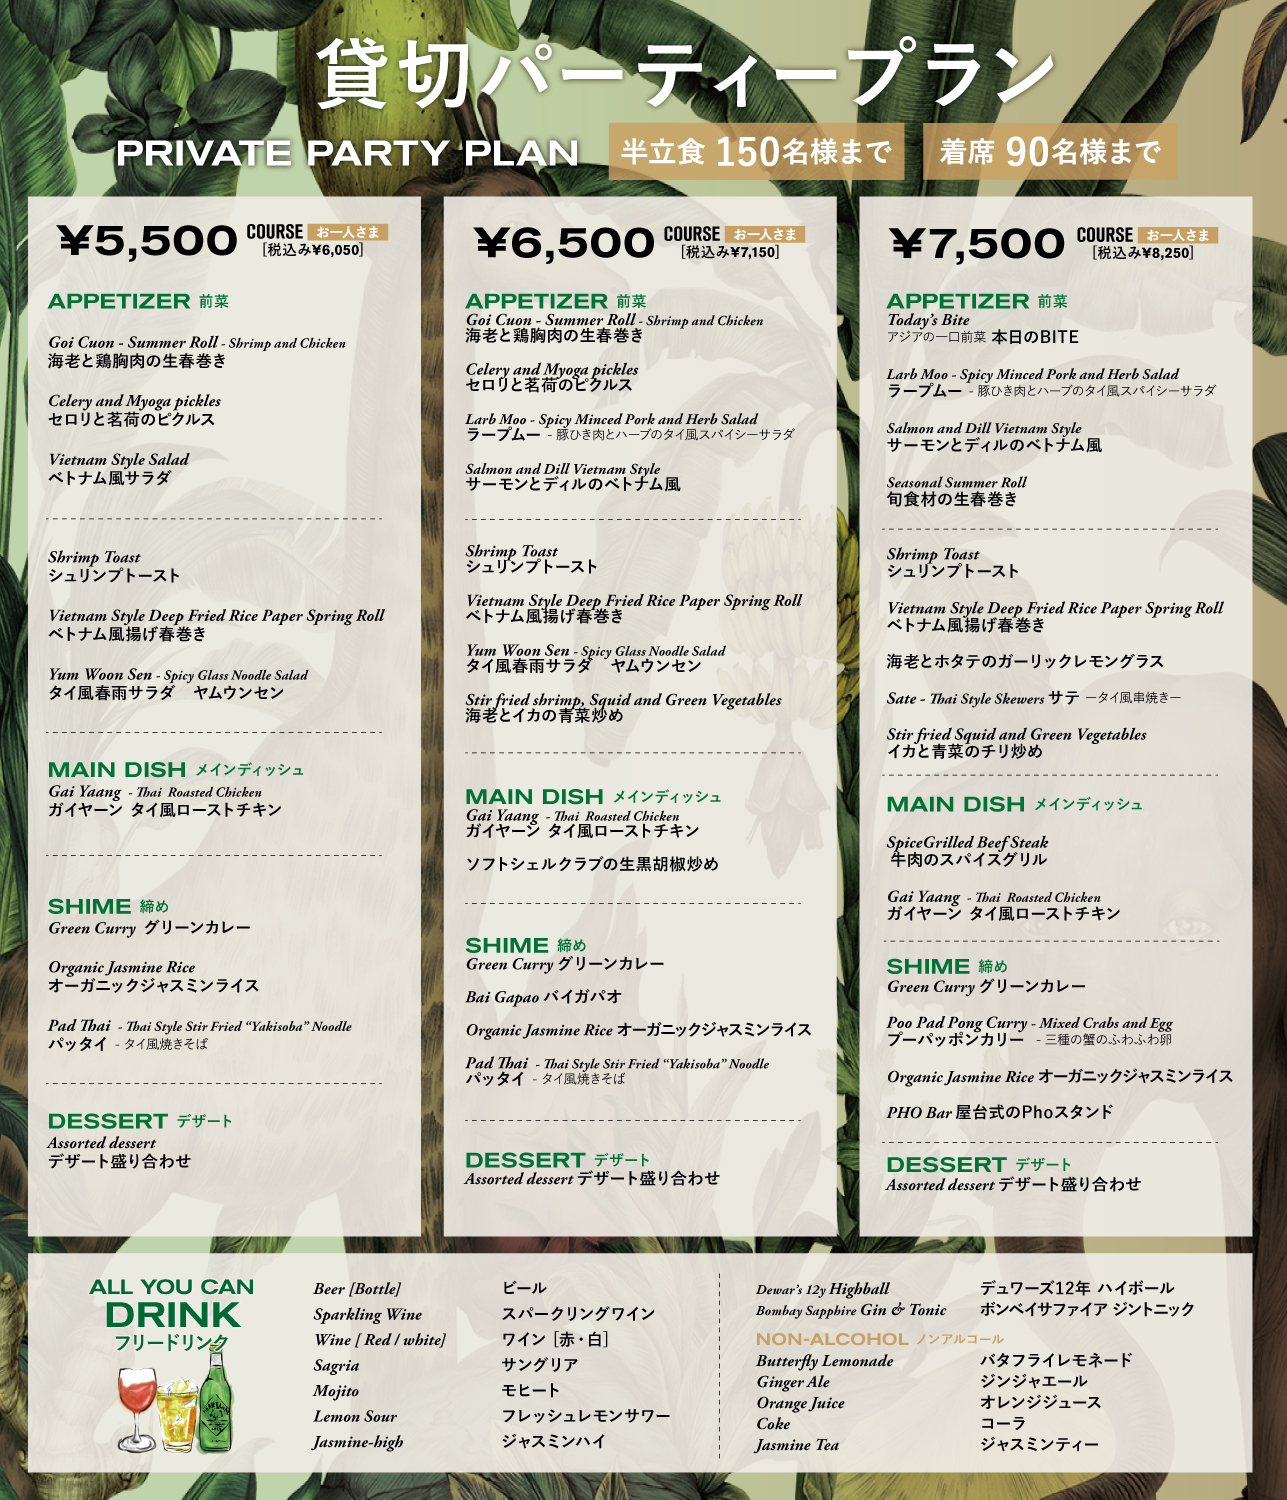 貸切パーティープラン
PRIVATE PARTY PLAN 半立食 150名様まで 着席 90名様まで
¥5,500 COURSE お一人さま
[税込み¥6,050]
APPETIZER 前菜
Goi Cuon - Summer Roll - Shrimp and Chicken
海老と鶏胸肉の生春巻き
Celery and Myoga pickles
セロリと茗荷のピクルス
Vietnam Style Salad
ベトナム風サラダ
Shrimp Toast
シュリンプトースト
Vietnam Style Deep Fried Rice Paper Spring Roll
ベトナム風揚げ春巻き
Yum Woon Sen - Spicy Glass Noodle Salad
タイ風春雨サラダ ヤムウンセン
MAIN DISH メインディッシュ
Gai Yaang - Thai Roasted Chicken
ガイヤーン タイ風ローストチキン
SHIME 締め
Green Curry グリーンカレー
Organic Jasmine Rice
オーガニックジャスミンライス
Pad Thai - Thai Style Stir Fried “Yakisoba” Noodle
パッタイ - タイ風焼きそば
DESSERT デザート
Assorted dessert
デザート盛り合わせ
¥6,500 COURSE お一人さま
[税込み¥7,150]
APPETIZER 前菜
Goi Cuon - Summer Roll - Shrimp and Chicken
海老と鶏胸肉の生春巻き
Celery and Myoga pickles
セロリと茗荷のピクルス
Larb Moo - Spicy Minced Pork and Herb Salad
ラープムー - 豚ひき肉とハーブのタイ風スパイシーサラダ
Salmon and Dill Vietnam Style
サーモンとディルのベトナム風
Shrimp Toast
シュリンプトースト
Vietnam Style Deep Fried Rice Paper Spring Roll
ベトナム風揚げ春巻き
Yum Woon Sen - Spicy Glass Noodle Salad
タイ風春雨サラダ ヤムウンセン
Stir fried shrimp, Squid and Green Vegetables
海老とイカの青菜炒め
MAIN DISH メインディッシュ
Gai Yaang - Thai Roasted Chicken
ガイヤーン タイ風ローストチキン
ソフトシェルクラブの生黒胡椒炒め
SHIME 締め
Green Curry グリーンカレー
Bai Gapao バイガパオ
Organic Jasmine Rice オーガニックジャスミンライス
Pad Thai - Thai Style Stir Fried “Yakisoba” Noodle
パッタイ - タイ風焼きそば
DESSERT デザート
Assorted dessert デザート盛り合わせ
¥7,500 COURSE お一人さま
[税込み¥8,250]
APPETIZER 前菜
Today’s Bite
アジアの一口前菜 本日のBITE
Larb Moo - Spicy Minced Pork and Herb Salad
ラープムー - 豚ひき肉とハーブのタイ風スパイシーサラダ
Salmon and Dill Vietnam Style
サーモンとディルのベトナム風
Seasonal Summer Roll
旬食材の生春巻き
Shrimp Toast
シュリンプトースト
Vietnam Style Deep Fried Rice Paper Spring Roll
ベトナム風揚げ春巻き
海老とホタテのガーリックレモングラス
Sate - Thai Style Skewers サテ ータイ風串焼きー
Stir fried Squid and Green Vegetables
イカと青菜のチリ炒め
MAIN DISH メインディッシュ
SpiceGrilled Beef Steak
牛肉のスパイスグリル
Gai Yaang - Thai Roasted Chicken
ガイヤーン タイ風ローストチキン
SHIME 締め
Green Curry グリーンカレー
Poo Pad Pong Curry - Mixed Crabs and Egg
プーパッポンカリー - 三種の蟹のふわふわ卵
Organic Jasmine Rice オーガニックジャスミンライス
PHO Bar 屋台式のPhoスタンド
DESSERT デザート
Assorted dessert デザート盛り合わせ
ALL YOU CAN
DRINK
フリードリンク
Beer [Bottle] ビール
Sparkling Wine スパークリングワイン
Wine [ Red / white] ワイン [赤・白]
Sagria サングリア
Mojito モヒート
Lemon Sour フレッシュレモンサワー
Jasmine-high ジャスミンハイ
Dewar’s 12y Highball デュワーズ12年 ハイボール
Bombay Sapphire Gin & Tonic ボンベイサファイア ジントニック
NON-ALCOHOL ノンアルコール
Butterfly Lemonade バタフライレモネード
Ginger Ale ジンジャエール
Orange Juice オレンジジュース
Coke コーラ
Jasmine Tea ジャスミンティー